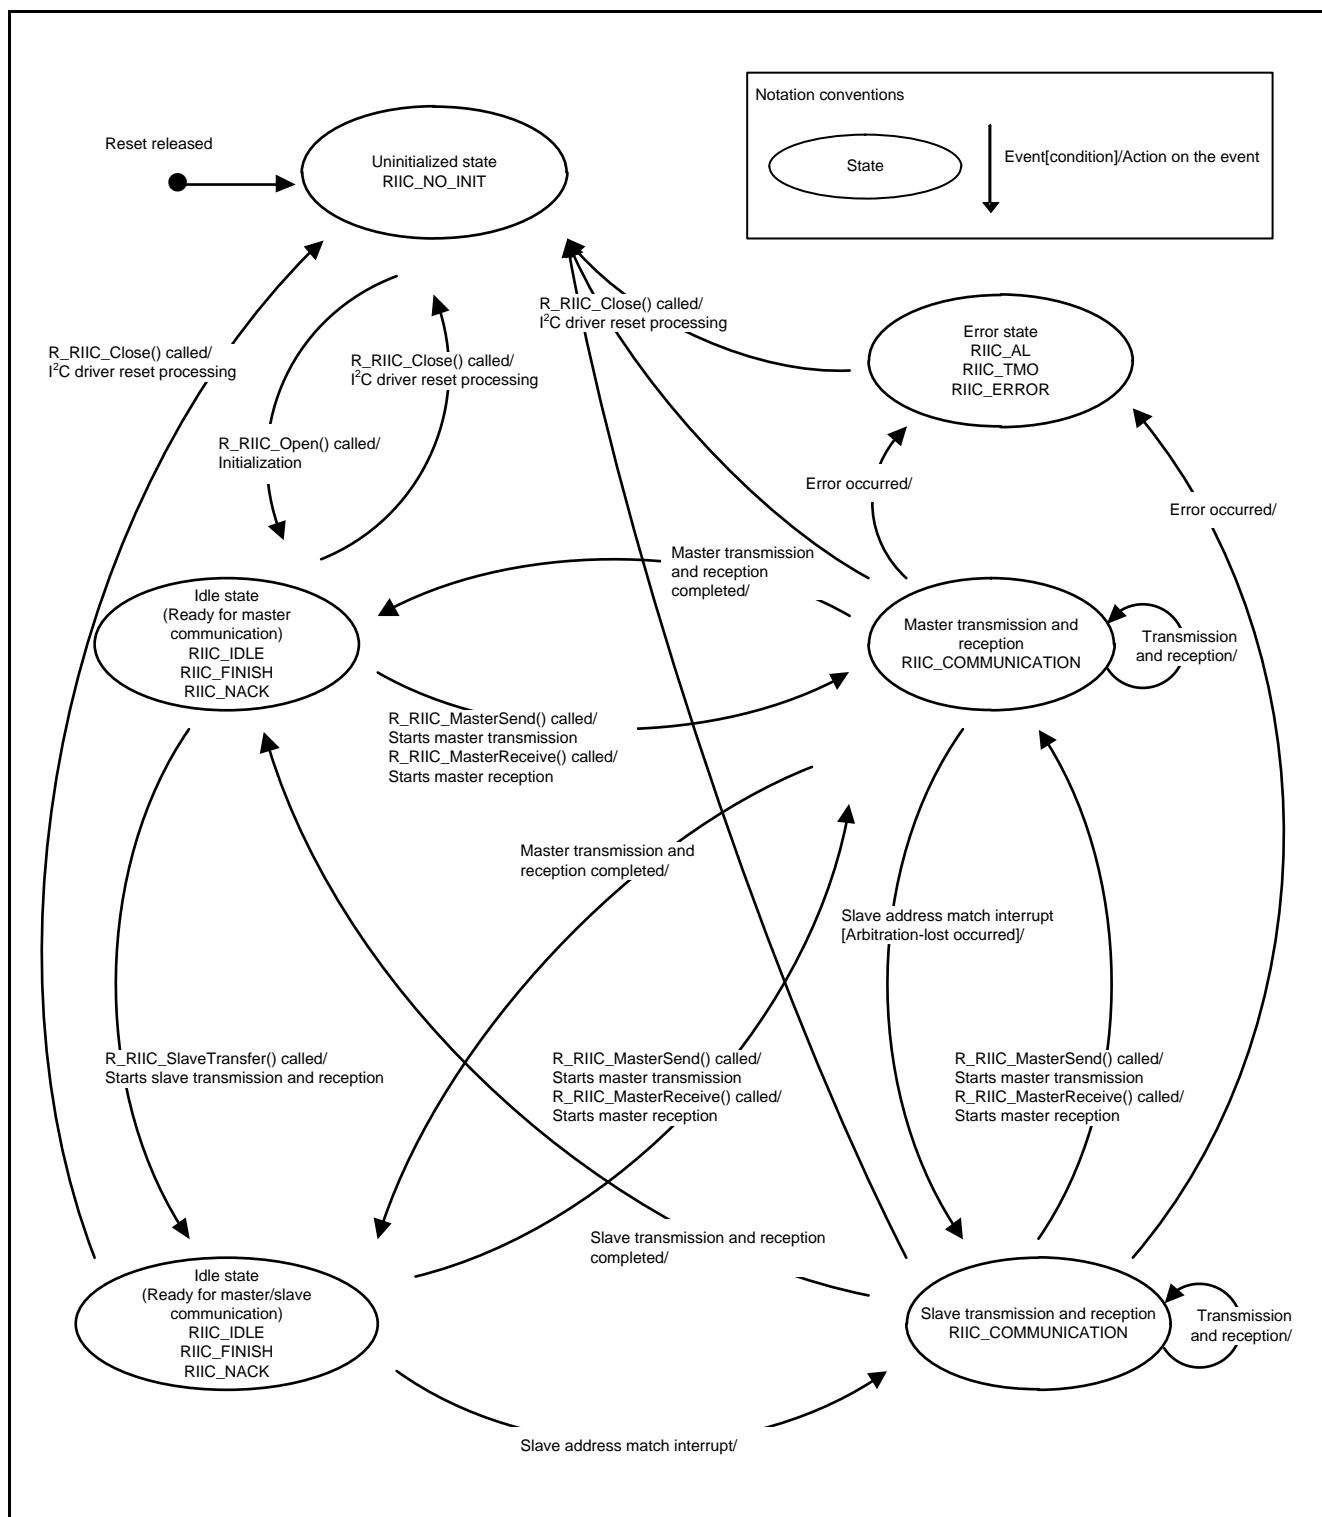 Notation conventions
State
Event[condition]/Action on the event
Reset released
Uninitialized state
RIIC_NO_INIT
R_RIIC_Close() called/
I²C driver reset processing
Error state
RIIC_AL
RIIC_TMO
RIIC_ERROR
R_RIIC_Close() called/
I²C driver reset processing
R_RIIC_Close() called/
I²C driver reset processing
R_RIIC_Open() called/
Initialization
Error occurred/
Error occurred/
Master transmission
and reception
completed/
Idle state
(Ready for master
communication)
RIIC_IDLE
RIIC_FINISH
RIIC_NACK
Master transmission and
reception
RIIC_COMMUNICATION
Transmission
and reception/
R_RIIC_MasterSend() called/
Starts master transmission
R_RIIC_MasterReceive() called/
Starts master reception
Master transmission and
reception completed/
Slave address match interrupt
[Arbitration-lost occurred]/
R_RIIC_SlaveTransfer() called/
Starts slave transmission and reception
R_RIIC_MasterSend() called/
Starts master transmission
R_RIIC_MasterReceive() called/
Starts master reception
R_RIIC_MasterSend() called/
Starts master transmission
R_RIIC_MasterReceive() called/
Starts master reception
Slave transmission and reception
completed/
Idle state
(Ready for master/slave
communication)
RIIC_IDLE
RIIC_FINISH
RIIC_NACK
Slave transmission and reception
RIIC_COMMUNICATION
Transmission
and reception/
Slave address match interrupt/